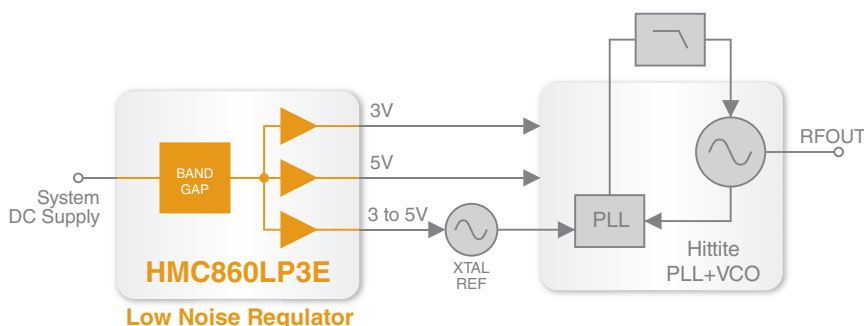 3V
5V
3 to 5V
BAND
GAP
System
DC Supply
HMC860LP3E
Low Noise Regulator
XTAL
REF
PLL
RFOUT
Hittite
PLL+VCO